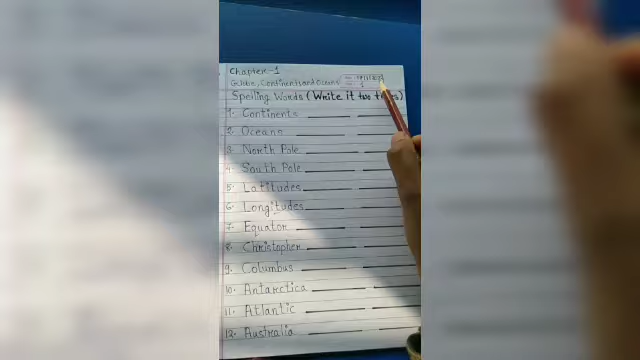 Chapter-1
Globe, Continents and Oceans
Spelling Words (Write it two times)
1. Continents
2. Oceans
3. North Pole
4. South Pole
5. Latitudes
6. Longitudes
7. Equator
8. Christopher
9. Columbus
10. Antarctica
11. Atlantic
12. Australia